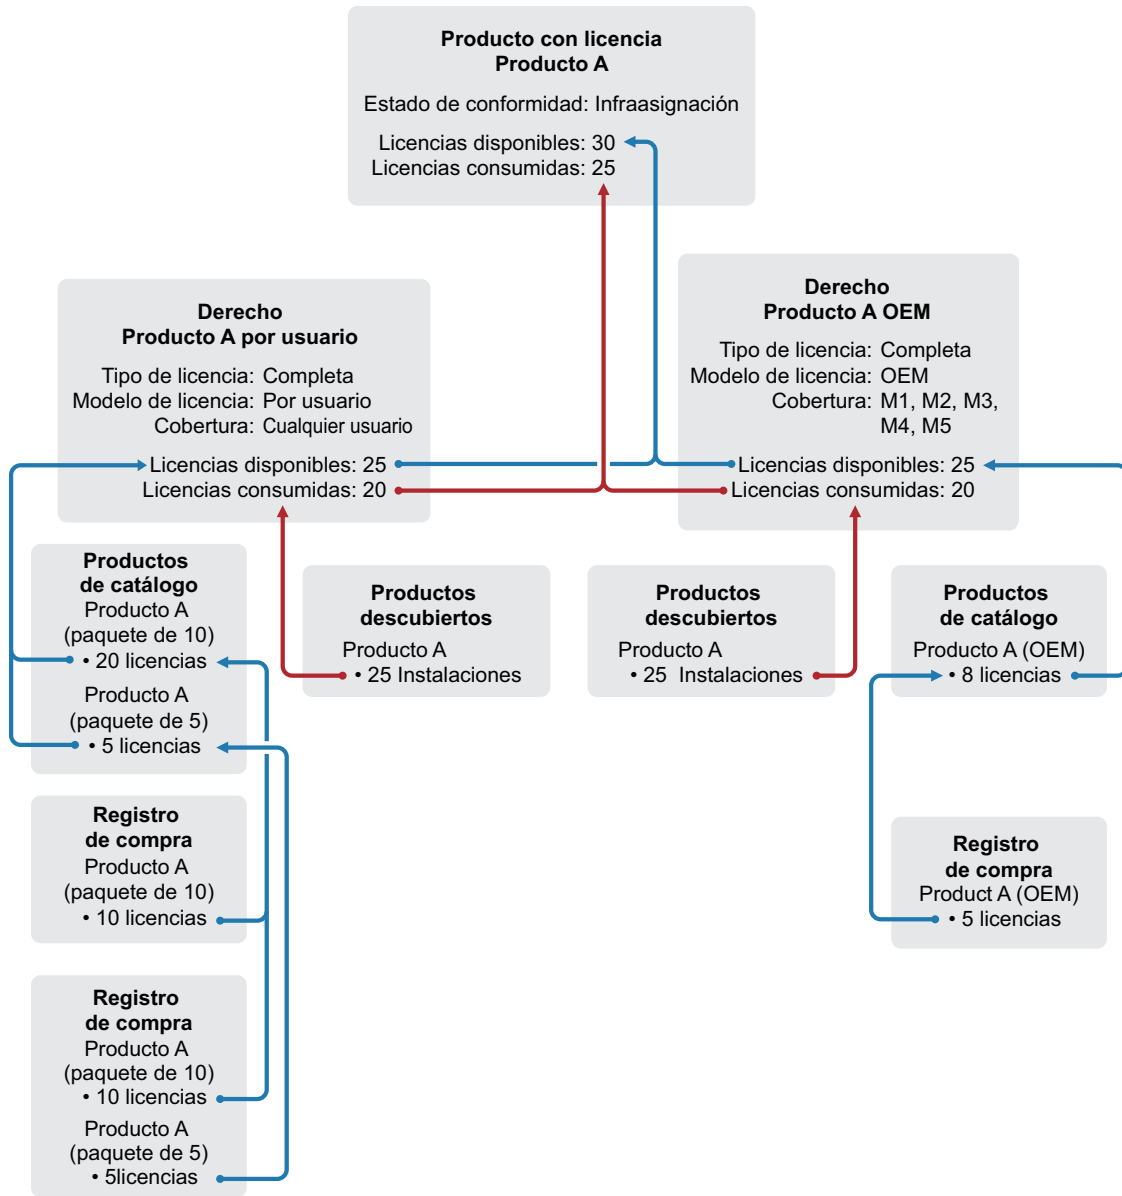 Producto con licencia
Producto A
Estado de conformidad: Infraasignación
Licencias disponibles: 30
Licencias consumidas: 25
Derecho
Producto A por usuario
Tipo de licencia: Completa
Modelo de licencia: Por usuario
Cobertura: Cualquier usuario
Licencias disponibles: 25
Licencias consumidas: 20
Derecho
Producto A OEM
Tipo de licencia: Completa
Modelo de licencia: OEM
Cobertura: M1, M2, M3,
M4, M5
Licencias disponibles: 25
Licencias consumidas: 20
Productos
de catálogo
Producto A
(paquete de 10)
• 20 licencias
Producto A
(paquete de 5)
• 5 licencias
Productos
descubiertos
Producto A
• 25 Instalaciones
Productos
descubiertos
Producto A
• 25 Instalaciones
Productos
de catálogo
Producto A (OEM)
• 8 licencias
Registro
de compra
Producto A
(paquete de 10)
• 10 licencias
Registro
de compra
Product A (OEM)
• 5 licencias
Registro
de compra
Producto A
(paquete de 10)
• 10 licencias
Producto A
(paquete de 5)
• 5licencias